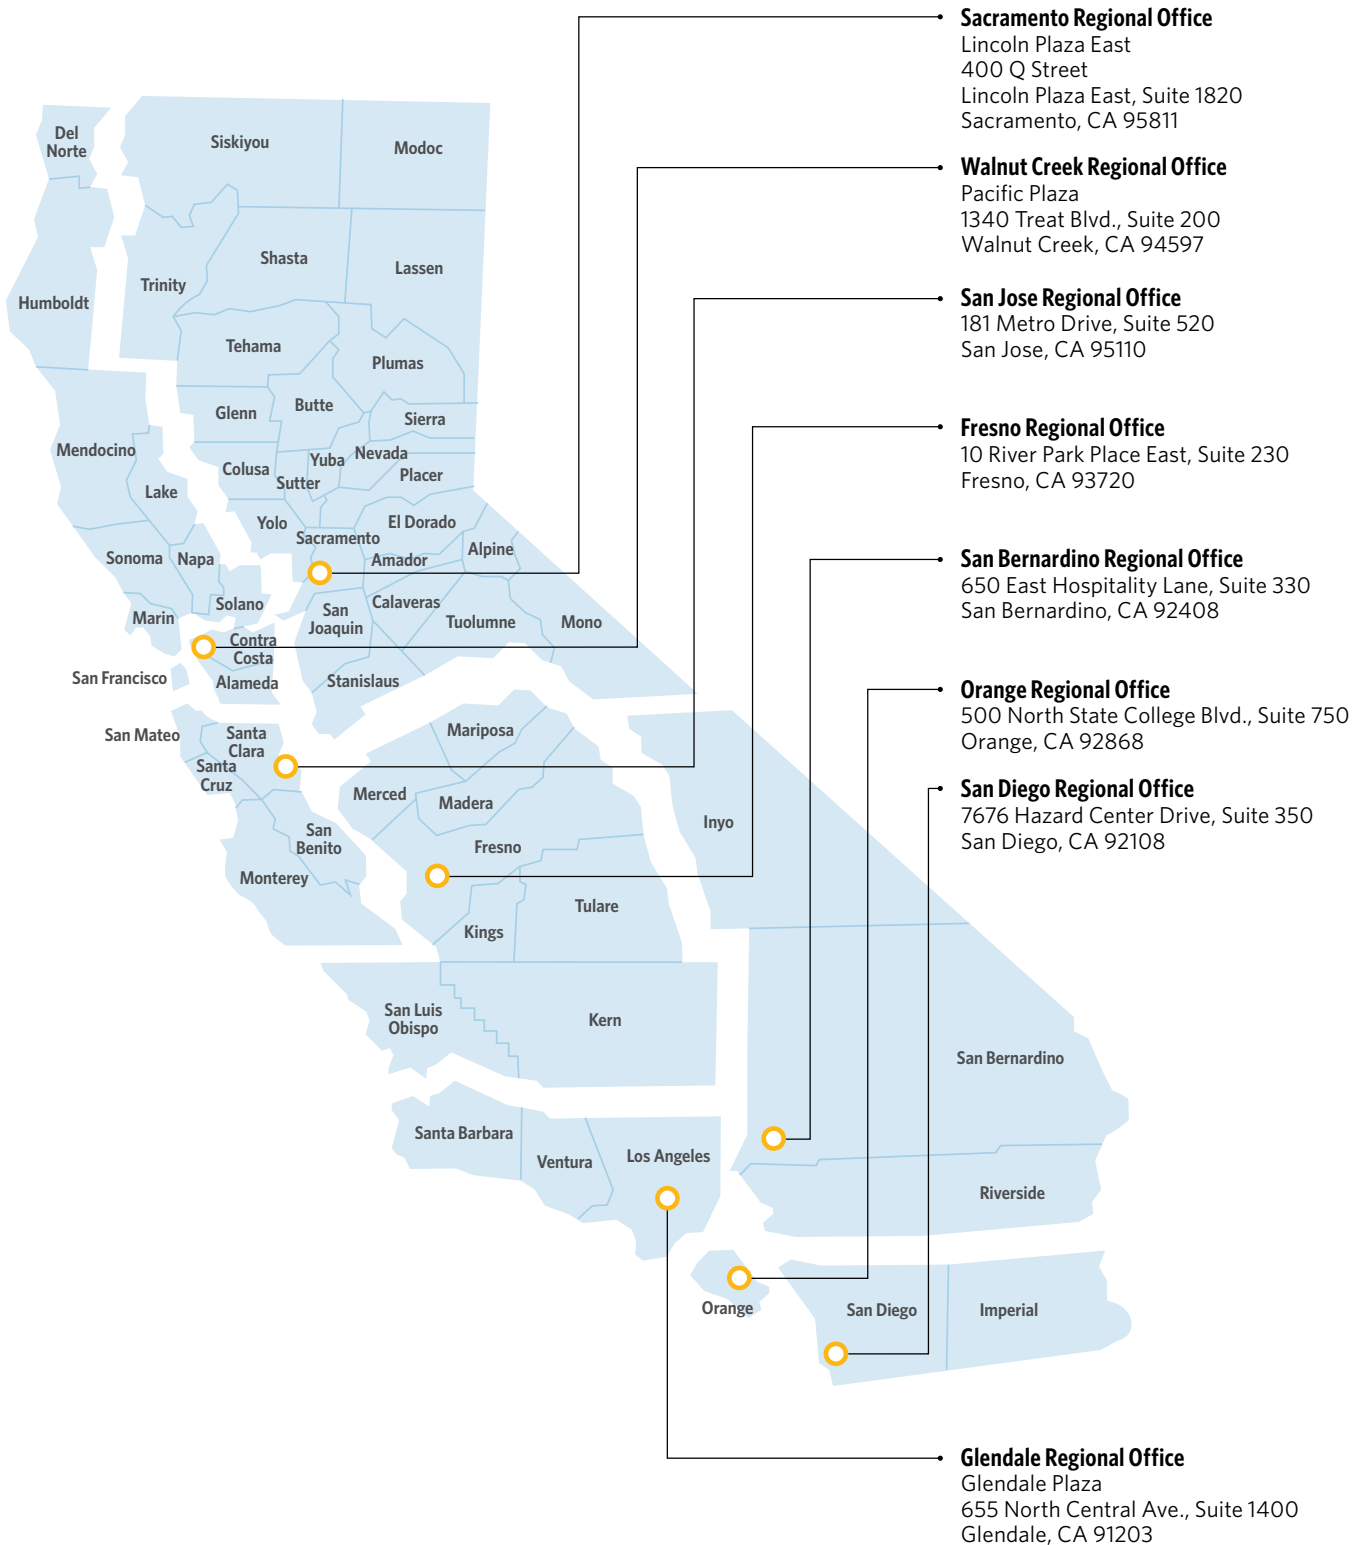 Sacramento Regional Office
Lincoln Plaza East
400 Q Street
Lincoln Plaza East, Suite 1820
Sacramento, CA 95811
Walnut Creek Regional Office
Pacific Plaza
1340 Treat Blvd., Suite 200
Walnut Creek, CA 94597
San Jose Regional Office
181 Metro Drive, Suite 520
San Jose, CA 95110
Fresno Regional Office
10 River Park Place East, Suite 230
Fresno, CA 93720
San Bernardino Regional Office
650 East Hospitality Lane, Suite 330
San Bernardino, CA 92408
Orange Regional Office
500 North State College Blvd., Suite 750
Orange, CA 92868
San Diego Regional Office
7676 Hazard Center Drive, Suite 350
San Diego, CA 92108
Glendale Regional Office
Glendale Plaza
655 North Central Ave., Suite 1400
Glendale, CA 91203
Del
Norte
Siskiyou
Modoc
Humboldt
Trinity
Shasta
Lassen
Tehama
Plumas
Glenn
Butte
Sierra
Mendocino
Colusa
Yuba
Nevada
Sutter
Placer
Lake
Yolo
El Dorado
Sacramento
Sonoma
Napa
Amador
Alpine
Marin
Solano
San
Joaquin
Calaveras
Tuolumne
Mono
Contra
Costa
San Francisco
Alameda
Stanislaus
San Mateo
Santa
Clara
Santa
Cruz
Mariposa
Merced
Madera
Inyo
San
Benito
Fresno
Monterey
Tulare
Kings
San Luis
Obispo
Kern
San Bernardino
Santa Barbara
Ventura
Los Angeles
Riverside
Orange
San Diego
Imperial